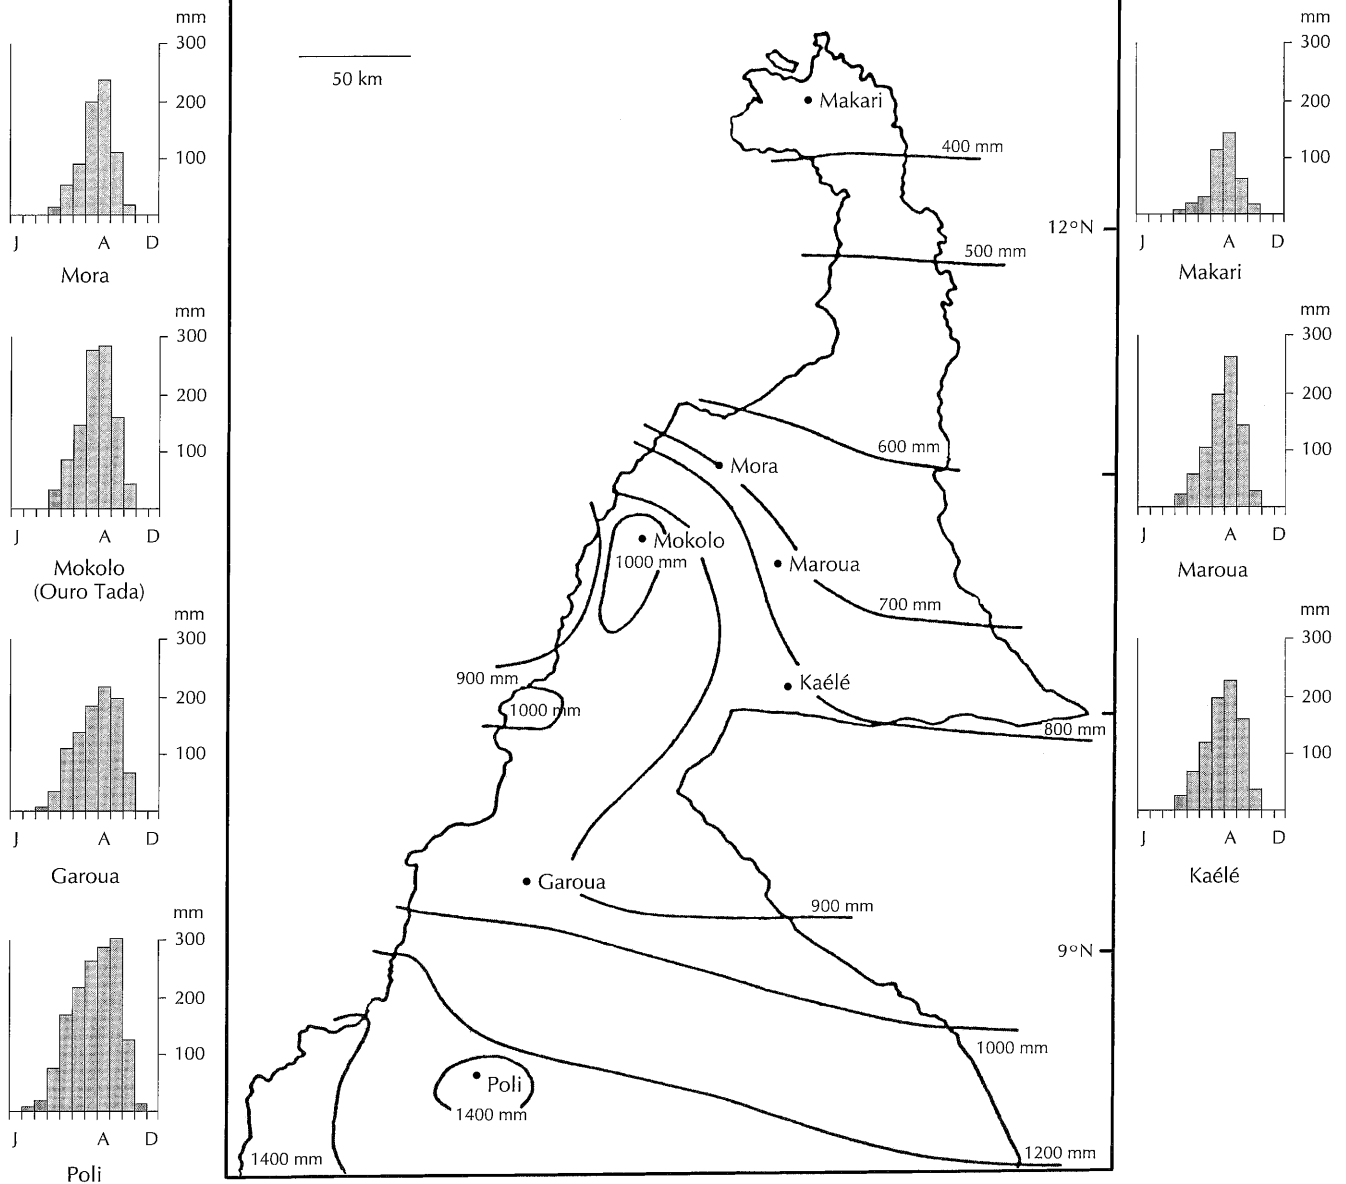 mm
300
200
100
J A D
Mora
mm
300
200
100
J A D
Mokolo
(Ouro Tada)
mm
300
200
100
J A D
Garoua
mm
300
200
100
J A D
Poli
50 km
Makari
400 mm
12°N
500 mm
600 mm
Mora
Mokolo
1000 mm
Maroua
700 mm
900 mm
Kaélé
1000 mm
800 mm
Garoua
900 mm
9°N
1000 mm
Poli
1400 mm
1400 mm
1200 mm
mm
300
200
100
J A D
Makari
mm
300
200
100
J A D
Maroua
mm
300
200
100
J A D
Kaélé